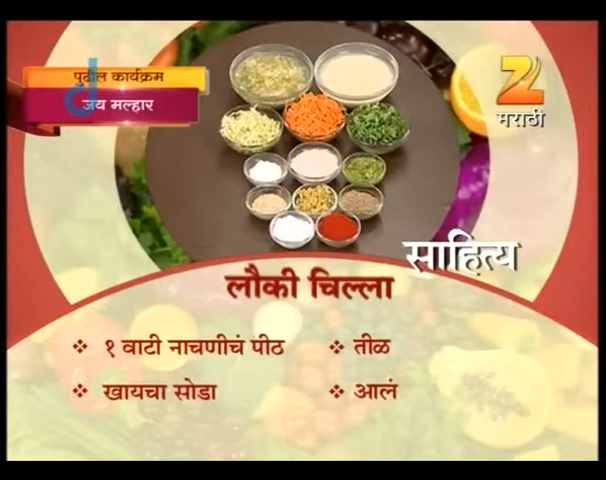 पुढील कार्यक्रम
जय मल्हार
मराठी
साहित्य
लौकी चिल्ला
❖ १ वाटी नाचणीचं पीठ
❖ तीळ
❖ खायचा सोडा
❖ आलं